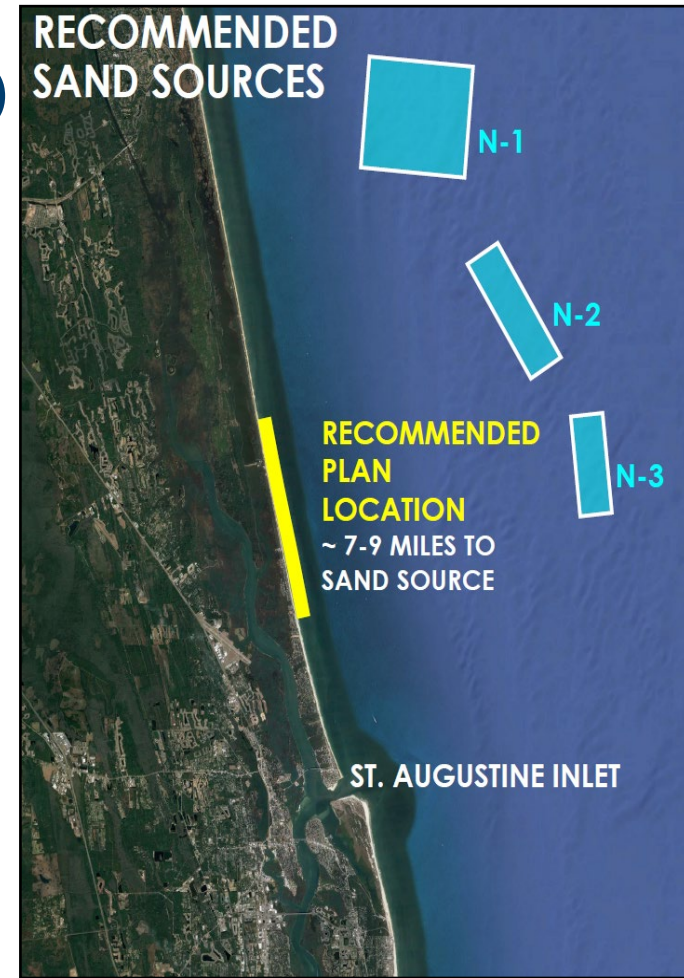 RECOMMENDED
SAND SOURCES
N-1
N-2
N-3
RECOMMENDED
PLAN
LOCATION
~ 7-9 MILES TO
SAND SOURCE
ST. AUGUSTINE INLET